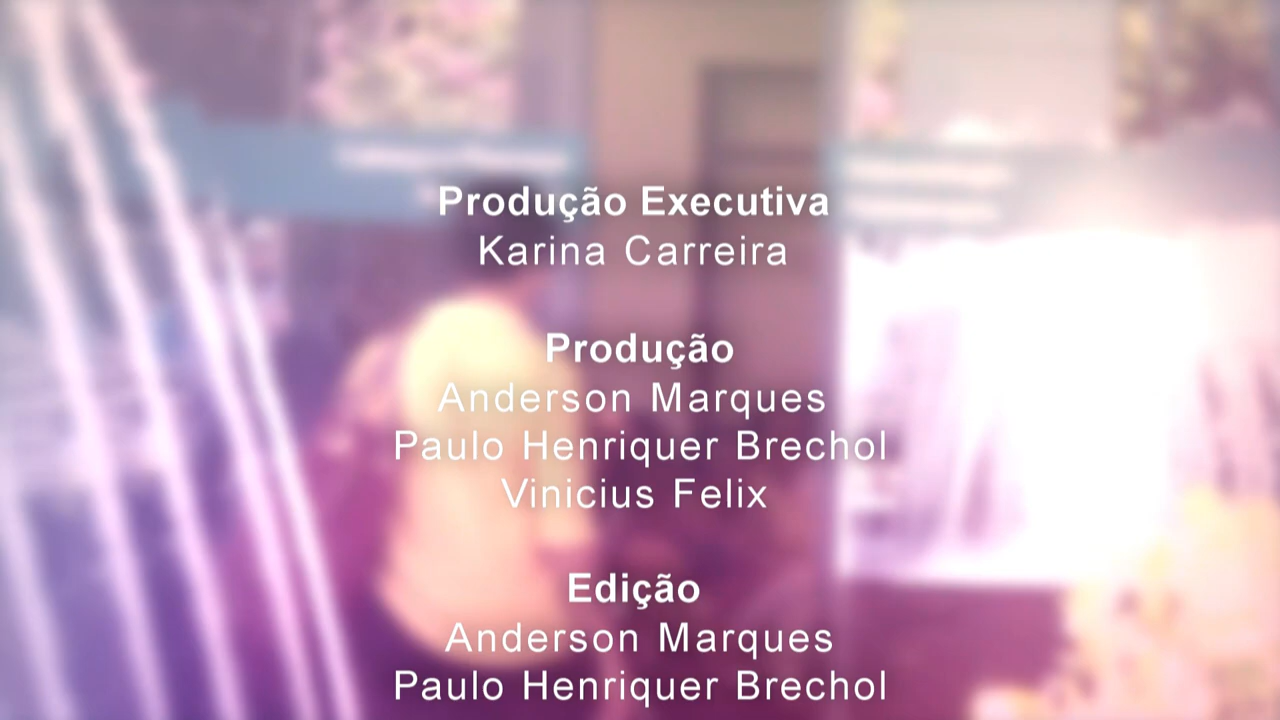 Produção Executiva
Karina Carreira
Produção
Anderson Marques
Paulo Henriquer Brechol
Vinicius Felix
Edição
Anderson Marques
Paulo Henriquer Brechol